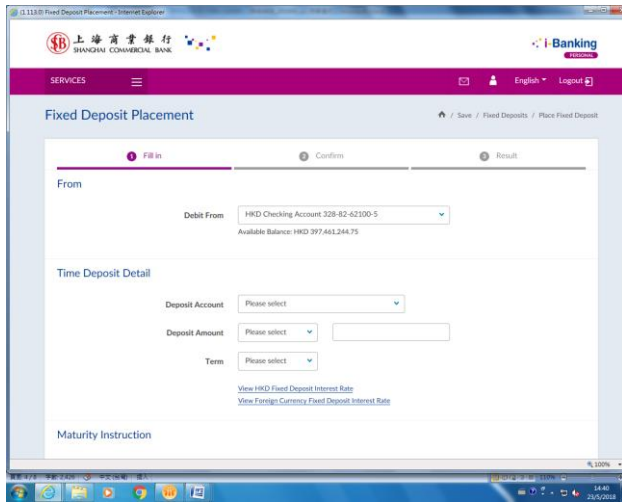 Fixed Deposit Placement - Internet Explorer
上海商業銀行
SHANGHAI COMMERCIAL BANK
i-Banking
PERSONAL
SERVICES
English
Logout
Fixed Deposit Placement
/ Save / Fixed Deposits / Place Fixed Deposit
1 Fill in
2 Confirm
3 Result
From
Debit From
HKD Checking Account 328-82-62100-5
Available Balance: HKD 397,461,244.75
Time Deposit Detail
Deposit Account
Please select
Deposit Amount
Please select
Term
Please select
View HKD Fixed Deposit Interest Rate
View Foreign Currency Fixed Deposit Interest Rate
Maturity Instruction
100%
110%
14:40
23/5/2018